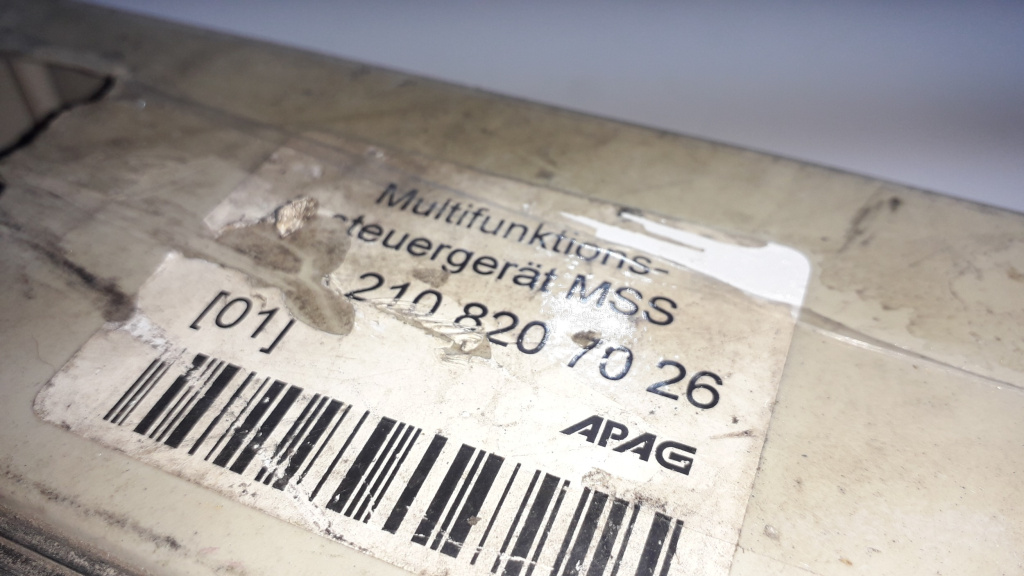 Multifunktions-
steuergerät MSS
210 820 70 26
[01]
APAG